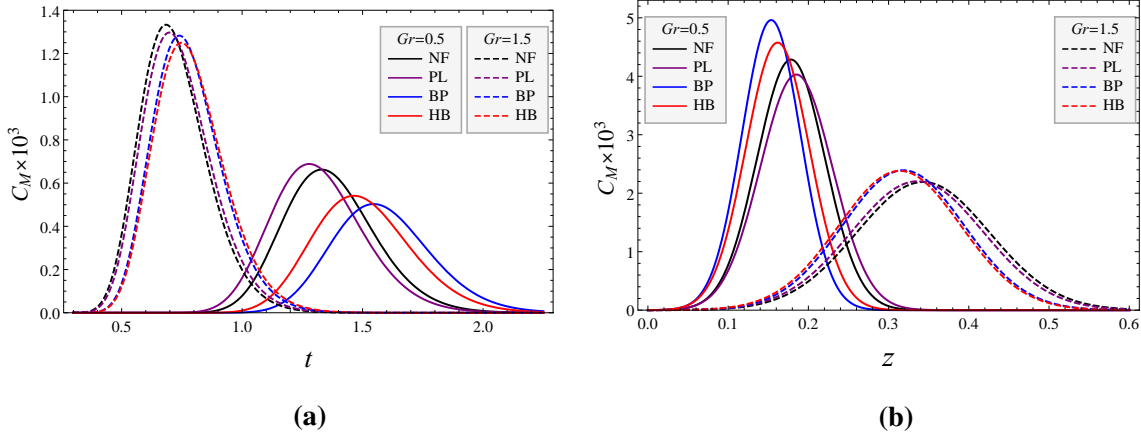 1.4
1.2
1.0
0.8
0.6
0.4
0.2
0.0
C_M×10^3
Gr=0.5
NF
PL
BP
HB
Gr=1.5
NF
PL
BP
HB
0.5 1.0 1.5 2.0
t
(a)
5
4
3
2
1
0
C_M×10^3
Gr=0.5
NF
PL
BP
HB
Gr=1.5
NF
PL
BP
HB
0.0 0.1 0.2 0.3 0.4 0.5 0.6
z
(b)